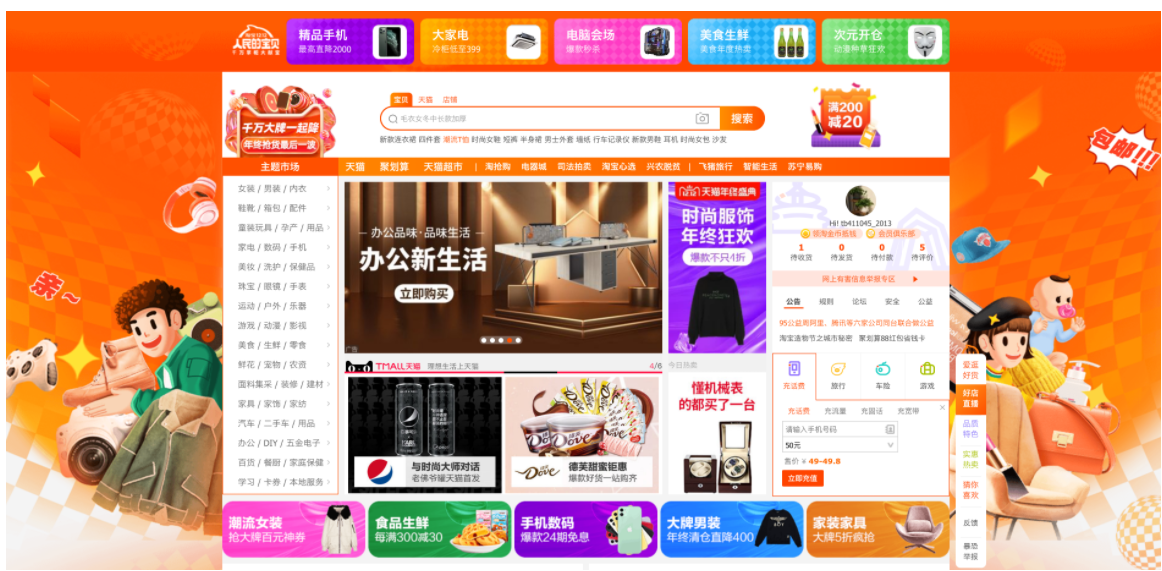 人民的宝贝
千万手机大放送
精品手机
最高直降2000
大家电
冷柜低至399
电脑会场
爆款秒杀
美食生鲜
美食年度热卖
次元开仓
动漫种草狂欢
千万大牌一起降
年终抢货最后一波
宝贝 天猫 店铺
毛衣女冬中长款加厚
搜索
新款连衣裙 四件套 潮流T恤 时尚女鞋 短裤 半身裙 男士外套 墙纸 行车记录仪 新款男鞋 耳机 时尚女包 沙发
满200
减20
包邮!!!
亲~
主题市场
天猫 聚划算 天猫超市 | 淘抢购 电器城 司法拍卖 淘宝心选 兴农脱贫 | 飞猪旅行 智能生活 苏宁易购
女装 / 男装 / 内衣
鞋靴 / 箱包 / 配件
童装玩具 / 孕产 / 用品
家电 / 数码 / 手机
美妆 / 洗护 / 保健品
珠宝 / 眼镜 / 手表
运动 / 户外 / 乐器
游戏 / 动漫 / 影视
美食 / 生鲜 / 零食
鲜花 / 宠物 / 农资
面料集采 / 装修 / 建材
家具 / 家饰 / 家纺
汽车 / 二手车 / 用品
办公 / DIY / 五金电子
百货 / 餐厨 / 家庭保健
学习 / 卡券 / 本地服务
办公品味·品味生活
办公新生活
立即购买
广告
天猫年终盛典
时尚服饰
年终狂欢
爆款不只4折
TMALL天猫 理想生活上天猫
4/6
pepsi
与时尚大师对话
老佛爷罐天猫首发
Dove
德芙甜蜜钜惠
爆款好货一站购齐
今日热卖
懂机械表
的都买了一台
Hi! tb411045_2013
领淘金币抵钱 会员俱乐部
1 0 0 5
待收货 待发货 待付款 待评价
网上有害信息举报专区
公告 规则 论坛 安全 公益
95公益周阿里、腾讯等六家公司同台联合做公益
淘宝造物节之城市秘密 聚划算88红包省钱卡
充话费 旅行 车险 游戏
充话费 充流量 充固话 充宽带
请输入手机号码
50元
售价 ¥ 49-49.8
立即充值
爱逛
好货
好店
直播
品质
特色
实惠
热卖
猜你
喜欢
反馈
暴恐
举报
潮流女装
抢大牌百元神券
食品生鲜
每满300减30
手机数码
爆款24期免息
大牌男装
年终清仓直降400
家装家具
大牌5折疯抢